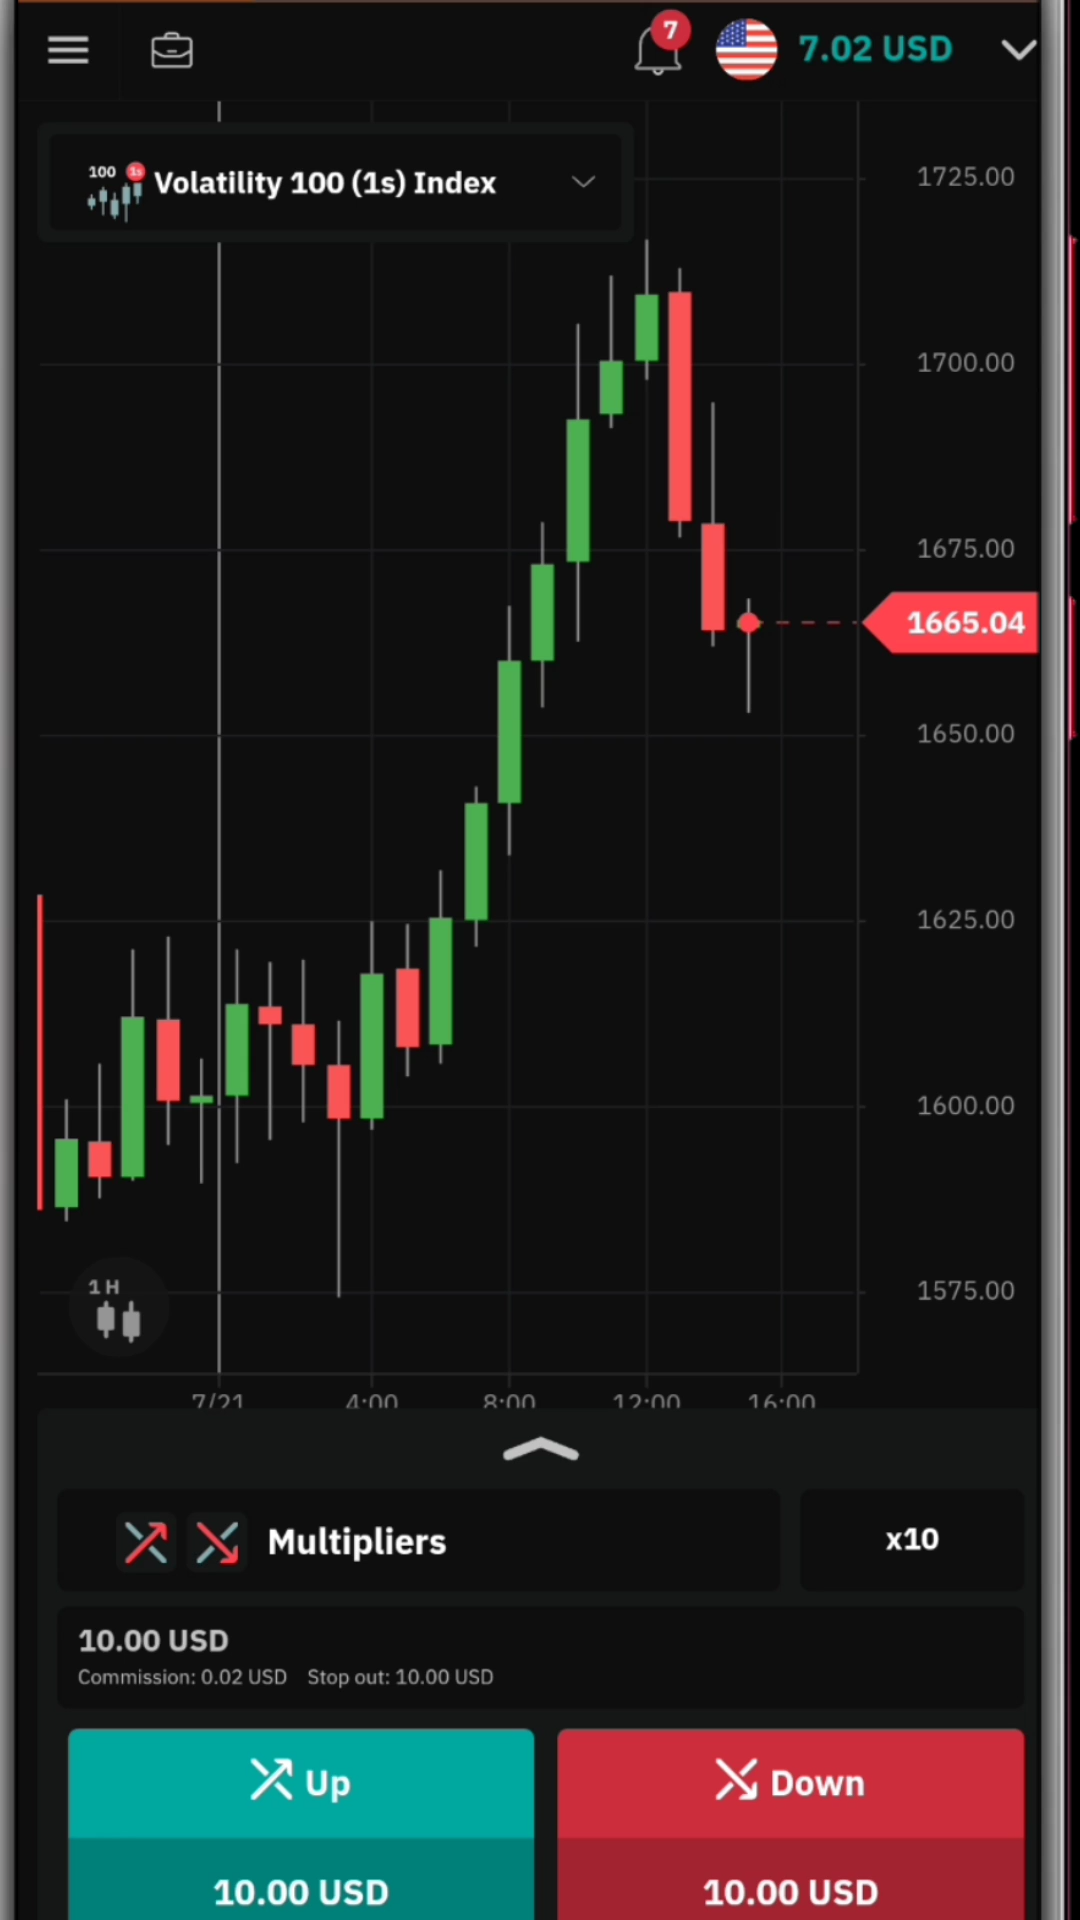 7
7.02 USD
100 1s
Volatility 100 (1s) Index
1725.00
1700.00
1675.00
1665.04
1650.00
1625.00
1600.00
1575.00
1 H
7/21 4:00 8:00 12:00 16:00
Multipliers
x10
10.00 USD
Commission: 0.02 USD Stop out: 10.00 USD
Up
Down
10.00 USD
10.00 USD